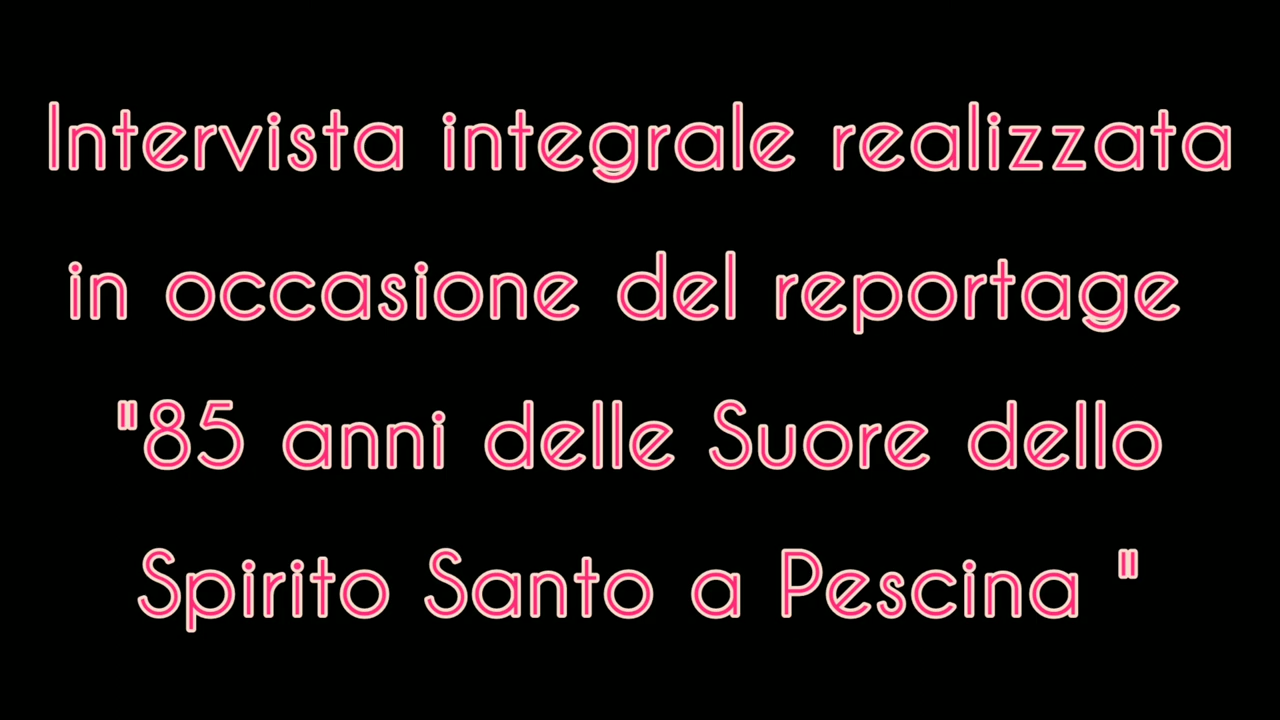 Intervista integrale realizzata
in occasione del reportage
"85 anni delle Suore dello
Spirito Santo a Pescina "